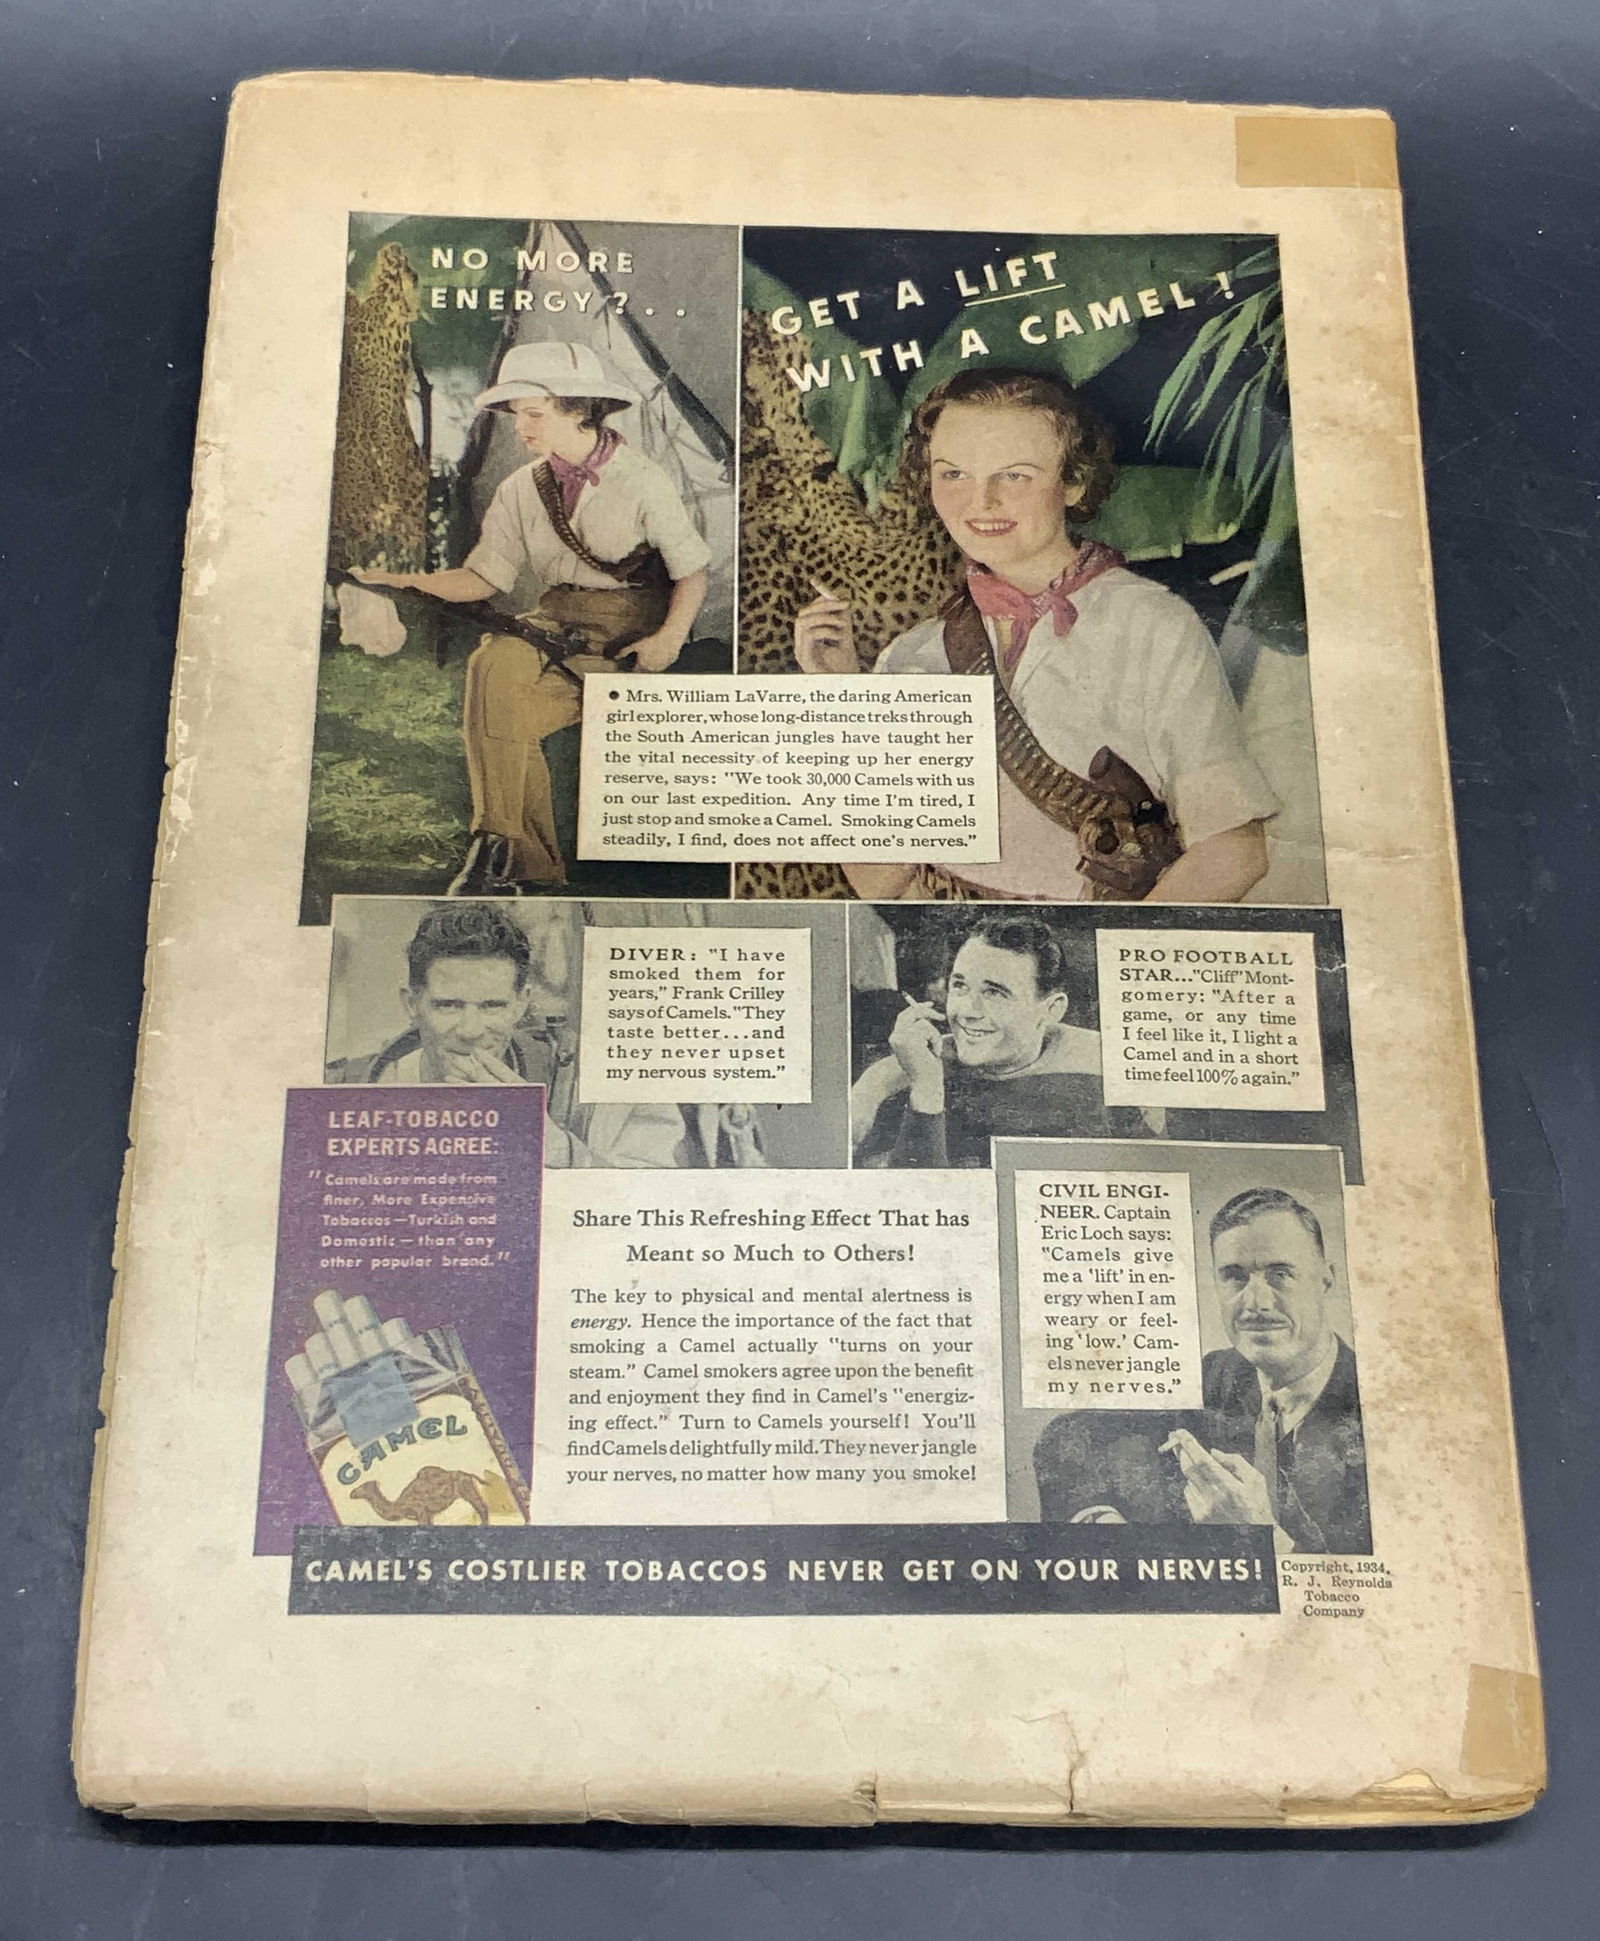 NO MORE
ENERGY?..
GET A LIFT
WITH A CAMEL!
● Mrs. William LaVarre, the daring American
girl explorer, whose long-distance treks through
the South American jungles have taught her
the vital necessity of keeping up her energy
reserve, says: "We took 30,000 Camels with us
on our last expedition. Any time I'm tired, I
just stop and smoke a Camel. Smoking Camels
steadily, I find, does not affect one's nerves."
DIVER: "I have
smoked them for
years," Frank Crilley
says of Camels. "They
taste better...and
they never upset
my nervous system."
PRO FOOTBALL
STAR..."Cliff" Mont-
gomery: "After a
game, or any time
I feel like it, I light a
Camel and in a short
time feel 100% again."
LEAF-TOBACCO
EXPERTS AGREE:
"Camels are made from
finer, More Expensive
Tobaccos—Turkish and
Domestic—than any
other popular brand."
CAMEL
Share This Refreshing Effect That has
Meant so Much to Others!
The key to physical and mental alertness is
energy. Hence the importance of the fact that
smoking a Camel actually "turns on your
steam." Camel smokers agree upon the benefit
and enjoyment they find in Camel's "energiz-
ing effect." Turn to Camels yourself! You'll
find Camels delightfully mild. They never jangle
your nerves, no matter how many you smoke!
CIVIL ENGI-
NEER. Captain
Eric Loch says:
"Camels give
me a 'lift' in en-
ergy when I am
weary or feel-
ing 'low.' Cam-
els never jangle
my nerves."
CAMEL'S COSTLIER TOBACCOS NEVER GET ON YOUR NERVES!
Copyright, 1934,
R. J. Reynolds
Tobacco
Company